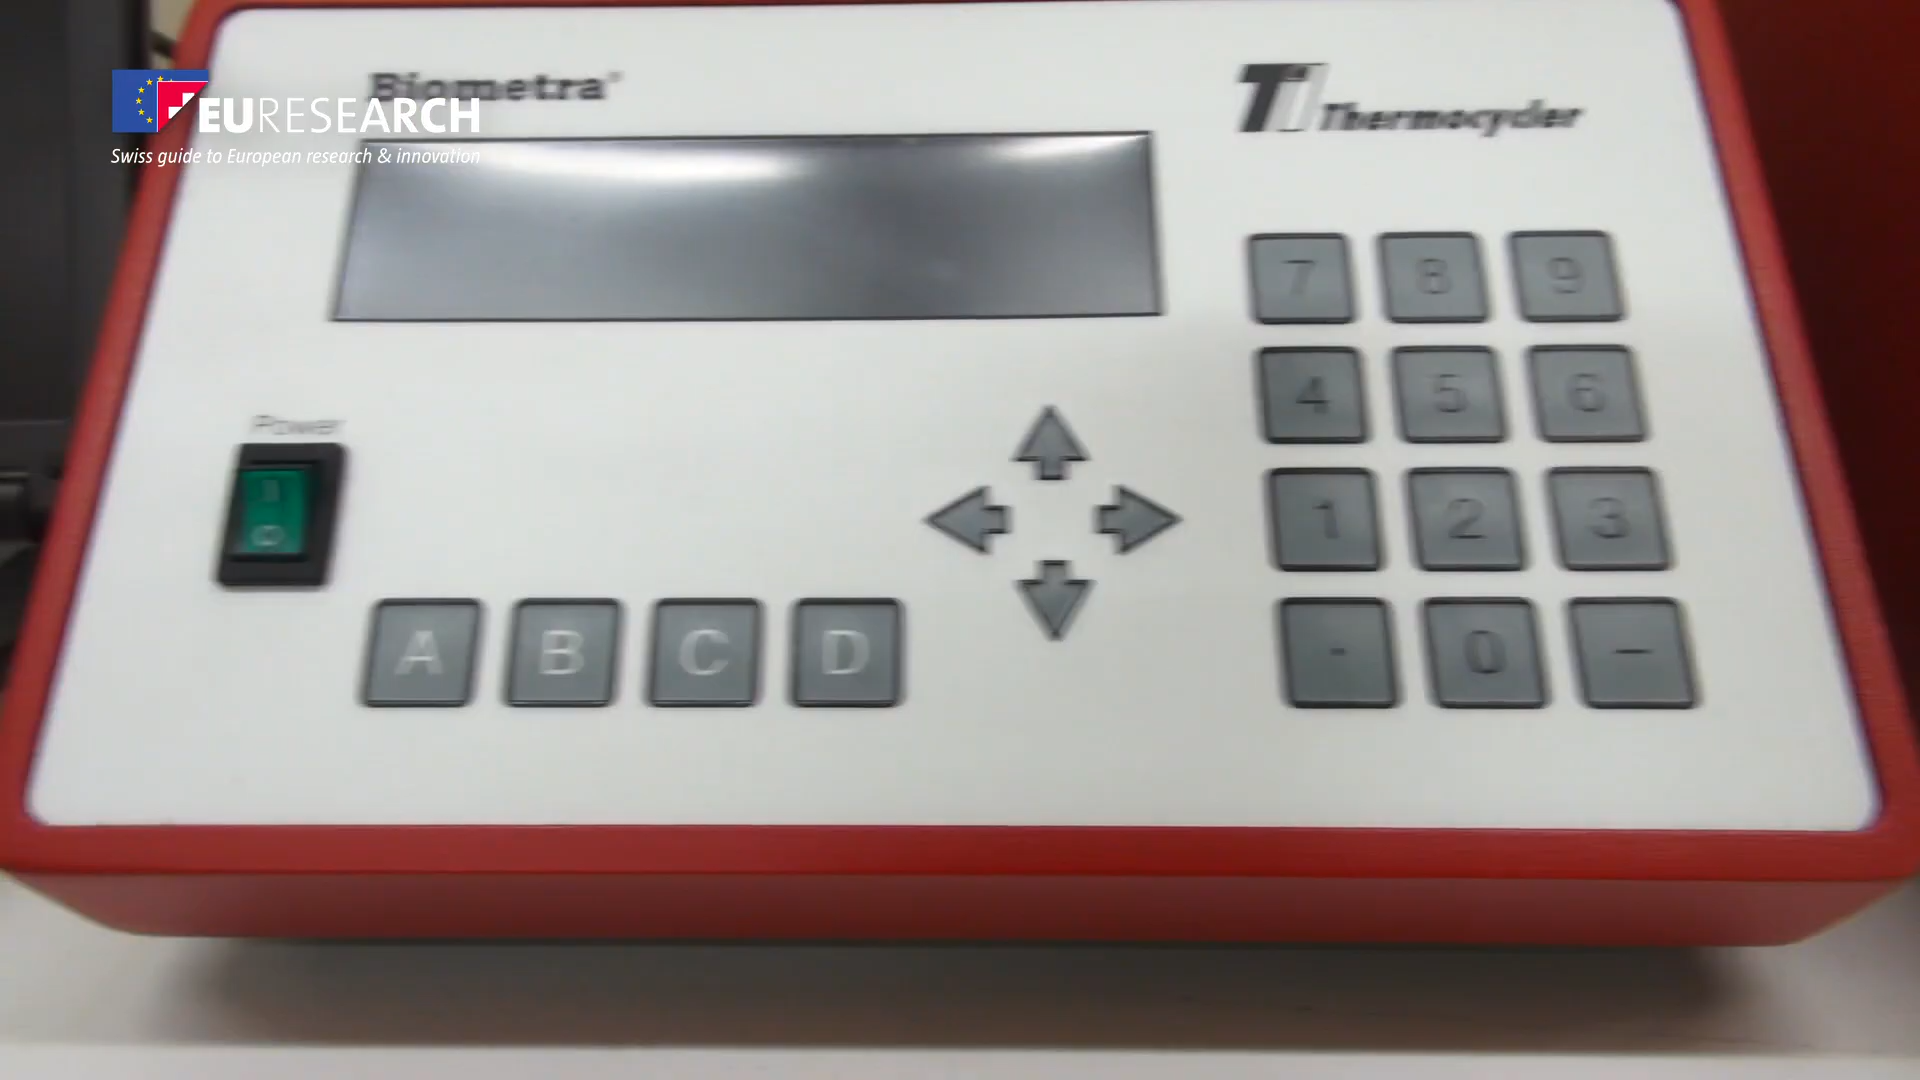 Biometra
T1 Thermocycler
EURESEARCH
Swiss guide to European research & innovation
7 8 9
4 5 6
Power
1 2 3
A B C D
. 0 –